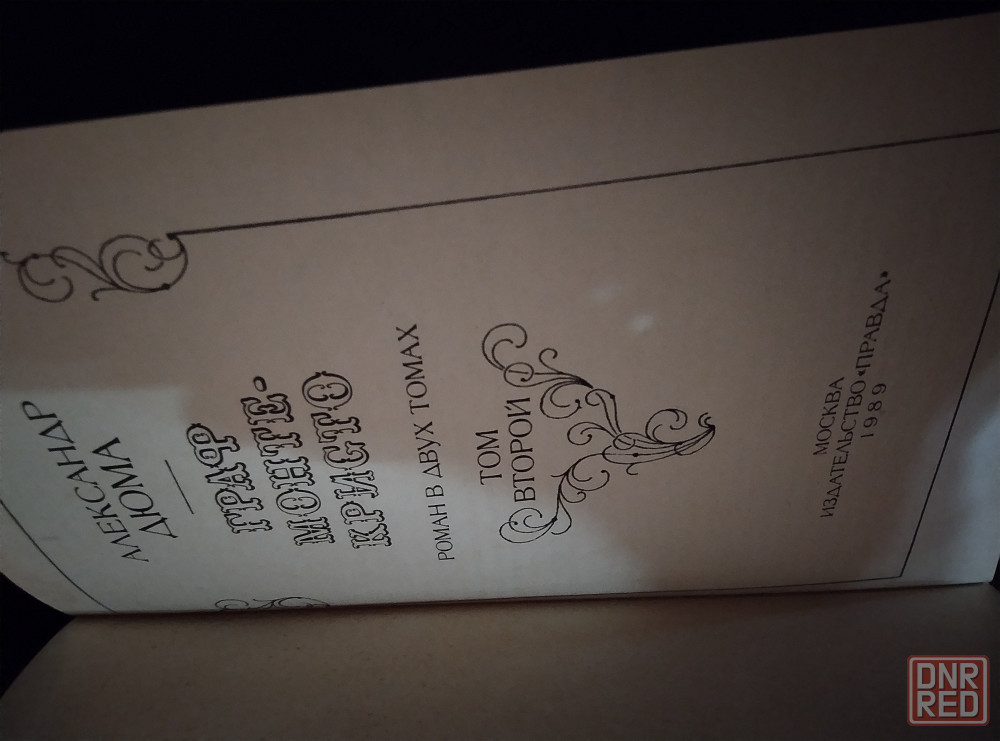 АЛЕКСАНДР
ДЮМА
ГРАФ
МОНТЕ-
КРИСТО
РОМАН В ДВУХ ТОМАХ
ТОМ
ВТОРОЙ
МОСКВА
ИЗДАТЕЛЬСТВО «ПРАВДА»
1989
DNR
RED